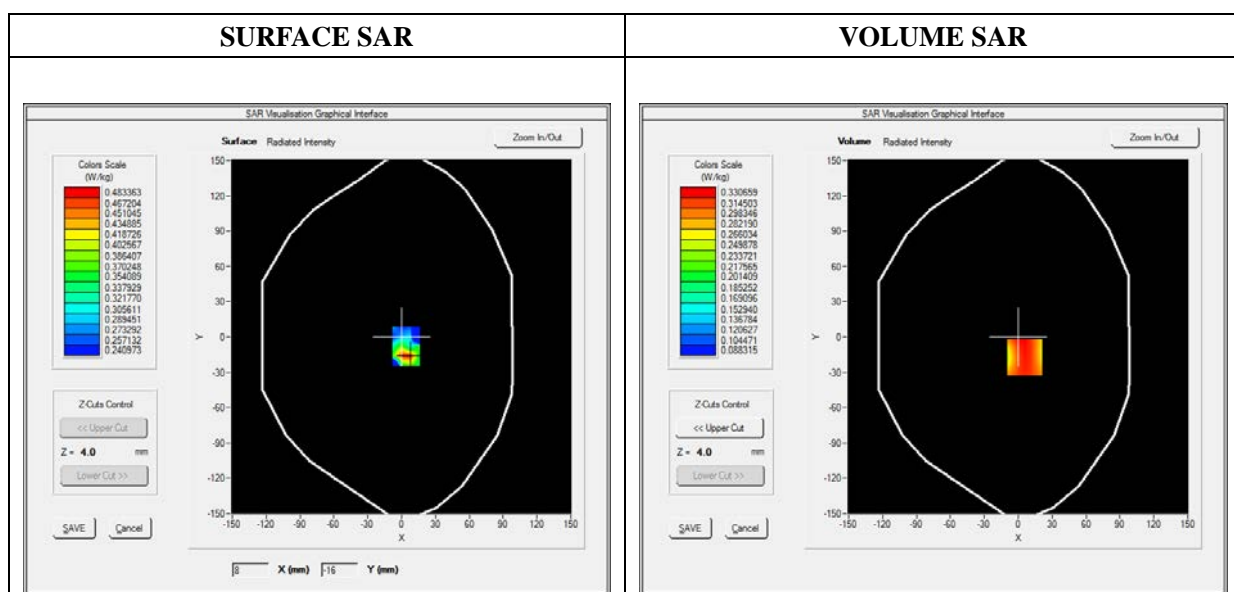 SURFACE SAR
VOLUME SAR
SAR Visualisation Graphical Interface
Surface Radiated Intensity
Zoom In/Out
Colors Scale
(W/kg)
0.483363
0.467204
0.451045
0.434885
0.418726
0.402567
0.386407
0.370248
0.354089
0.337929
0.321770
0.305611
0.289451
0.273292
0.257132
0.240973
Z-Cuts Control
<< Upper Cut
Z = 4.0 mm
Lower Cut >>
SAVE Cancel
150
120
90
60
30
0
-30
-60
-90
-120
-150
Y
-150 -120 -90 -60 -30 0 30 60 90 120 150
X
8 X (mm) -16 Y (mm)
SAR Visualisation Graphical Interface
Volume Radiated Intensity
Zoom In/Out
Colors Scale
(W/kg)
0.330659
0.314503
0.298346
0.282190
0.266034
0.249878
0.233721
0.217565
0.201409
0.185252
0.169096
0.152940
0.136784
0.120627
0.104471
0.088315
Z-Cuts Control
<< Upper Cut
Z = 4.0 mm
Lower Cut >>
SAVE Cancel
150
120
90
60
30
0
-30
-60
-90
-120
-150
Y
-150 -120 -90 -60 -30 0 30 60 90 120 150
X